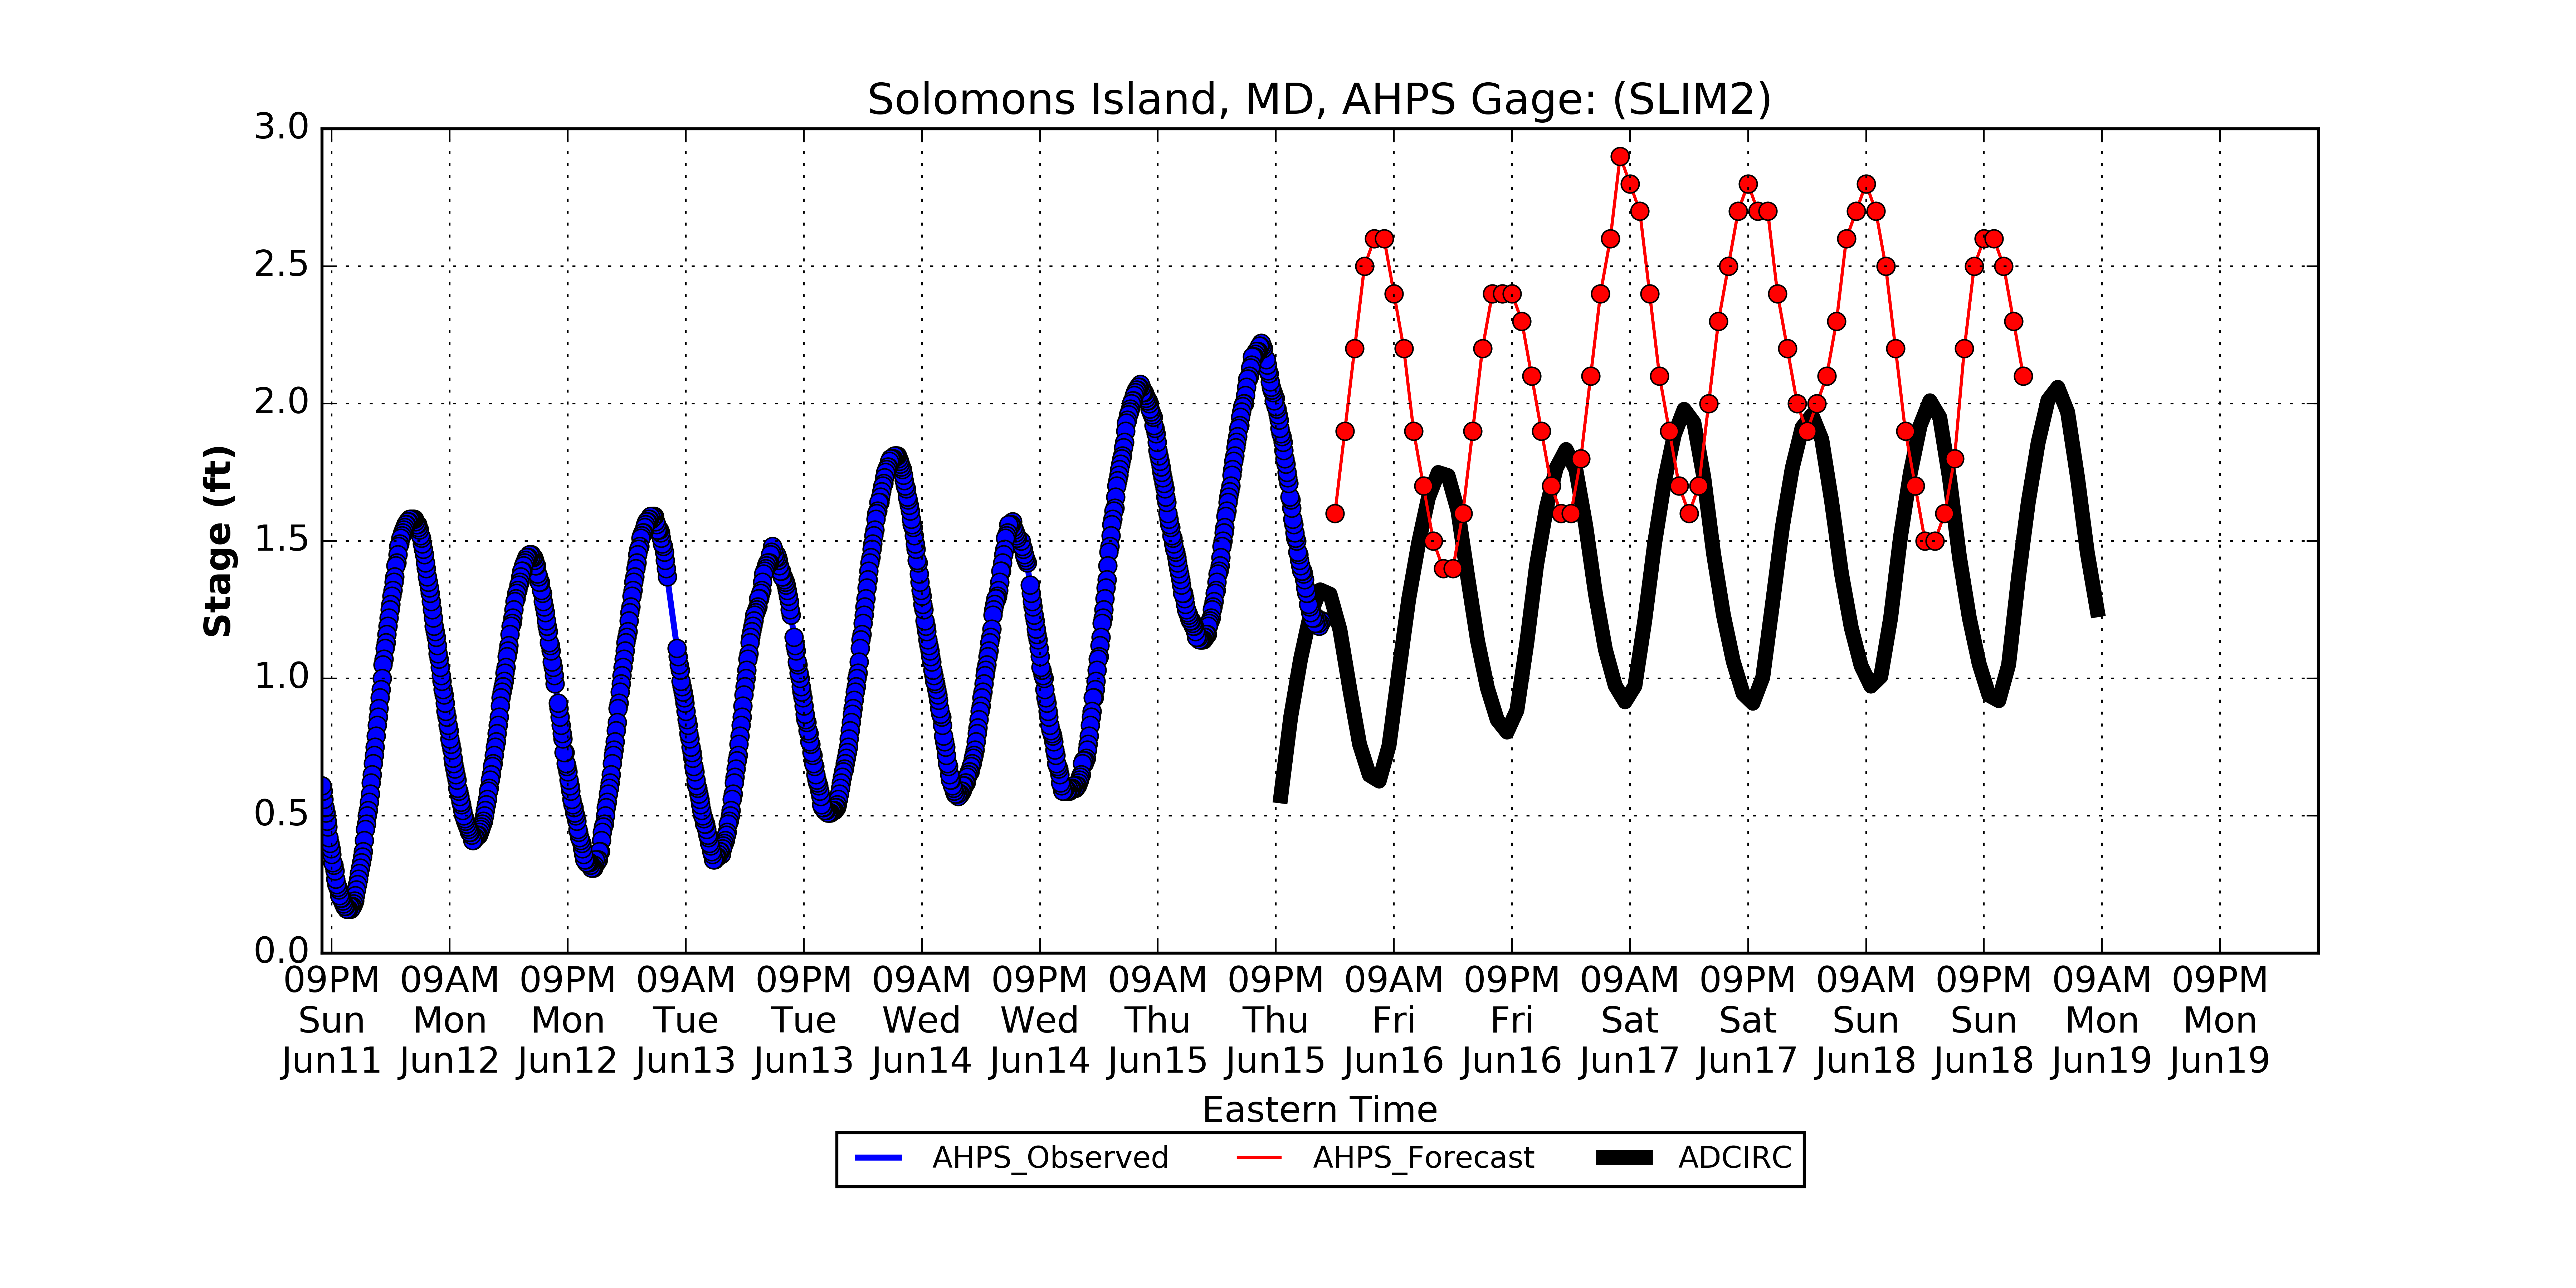 Solomons Island, MD, AHPS Gage: (SLIM2)
3.0
2.5
2.0
1.5
1.0
0.5
0.0
Stage (ft)
09PM 09AM 09PM 09AM 09PM 09AM 09PM 09AM 09PM 09AM 09PM 09AM 09PM 09AM 09PM 09AM 09PM
Sun Mon Mon Tue Tue Wed Wed Thu Thu Fri Fri Sat Sat Sun Sun Mon Mon
Jun11 Jun12 Jun12 Jun13 Jun13 Jun14 Jun14 Jun15 Jun15 Jun16 Jun16 Jun17 Jun17 Jun18 Jun18 Jun19 Jun19
Eastern Time
AHPS_Observed AHPS_Forecast ADCIRC